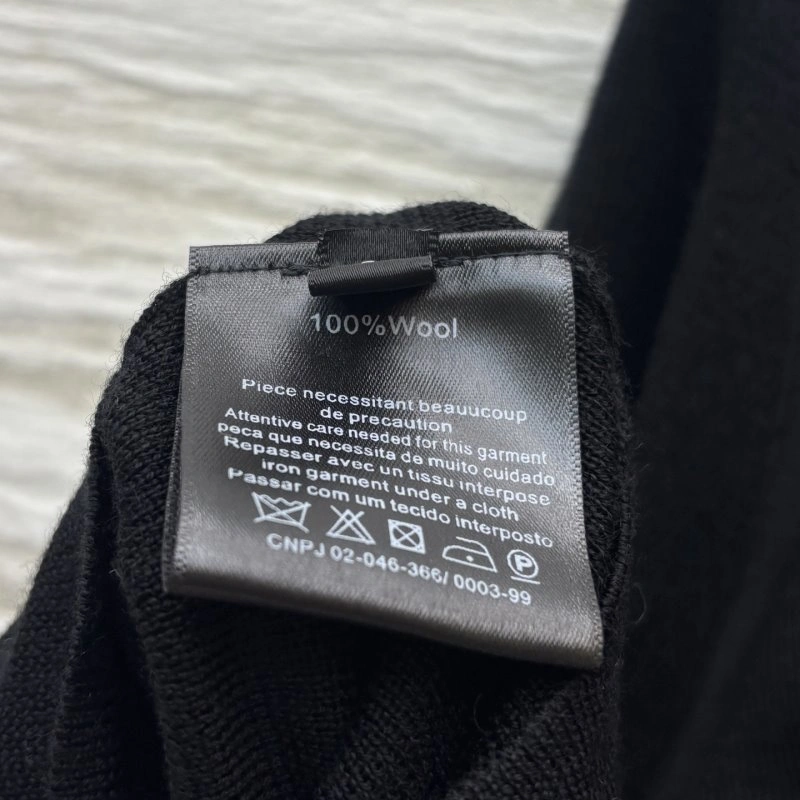 100%Wool
Piece necessitant beauucoup
de precaution
Attentive care needed for this garment
peca que necessita de muito cuidado
Repasser avec un tissu interpose
iron garment under a cloth
Passar com um tecido interposto
P
CNPJ 02-046-366/ 0003-99